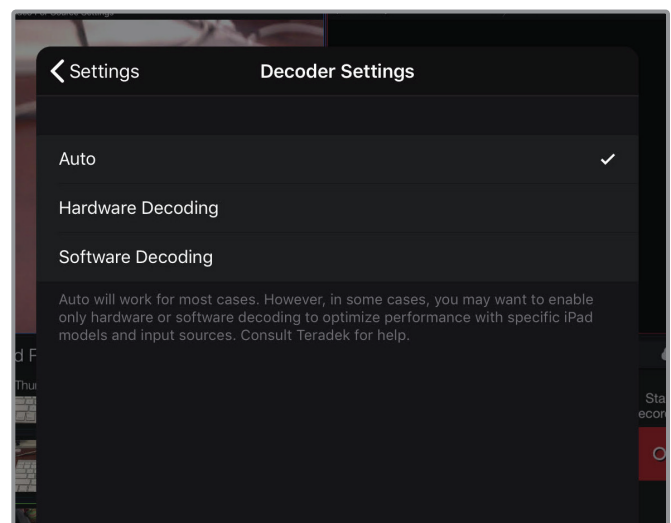 Settings
Decoder Settings
Auto
Hardware Decoding
Software Decoding
Auto will work for most cases. However, in some cases, you may want to enable
only hardware or software decoding to optimize performance with specific iPad
models and input sources. Consult Teradek for help.